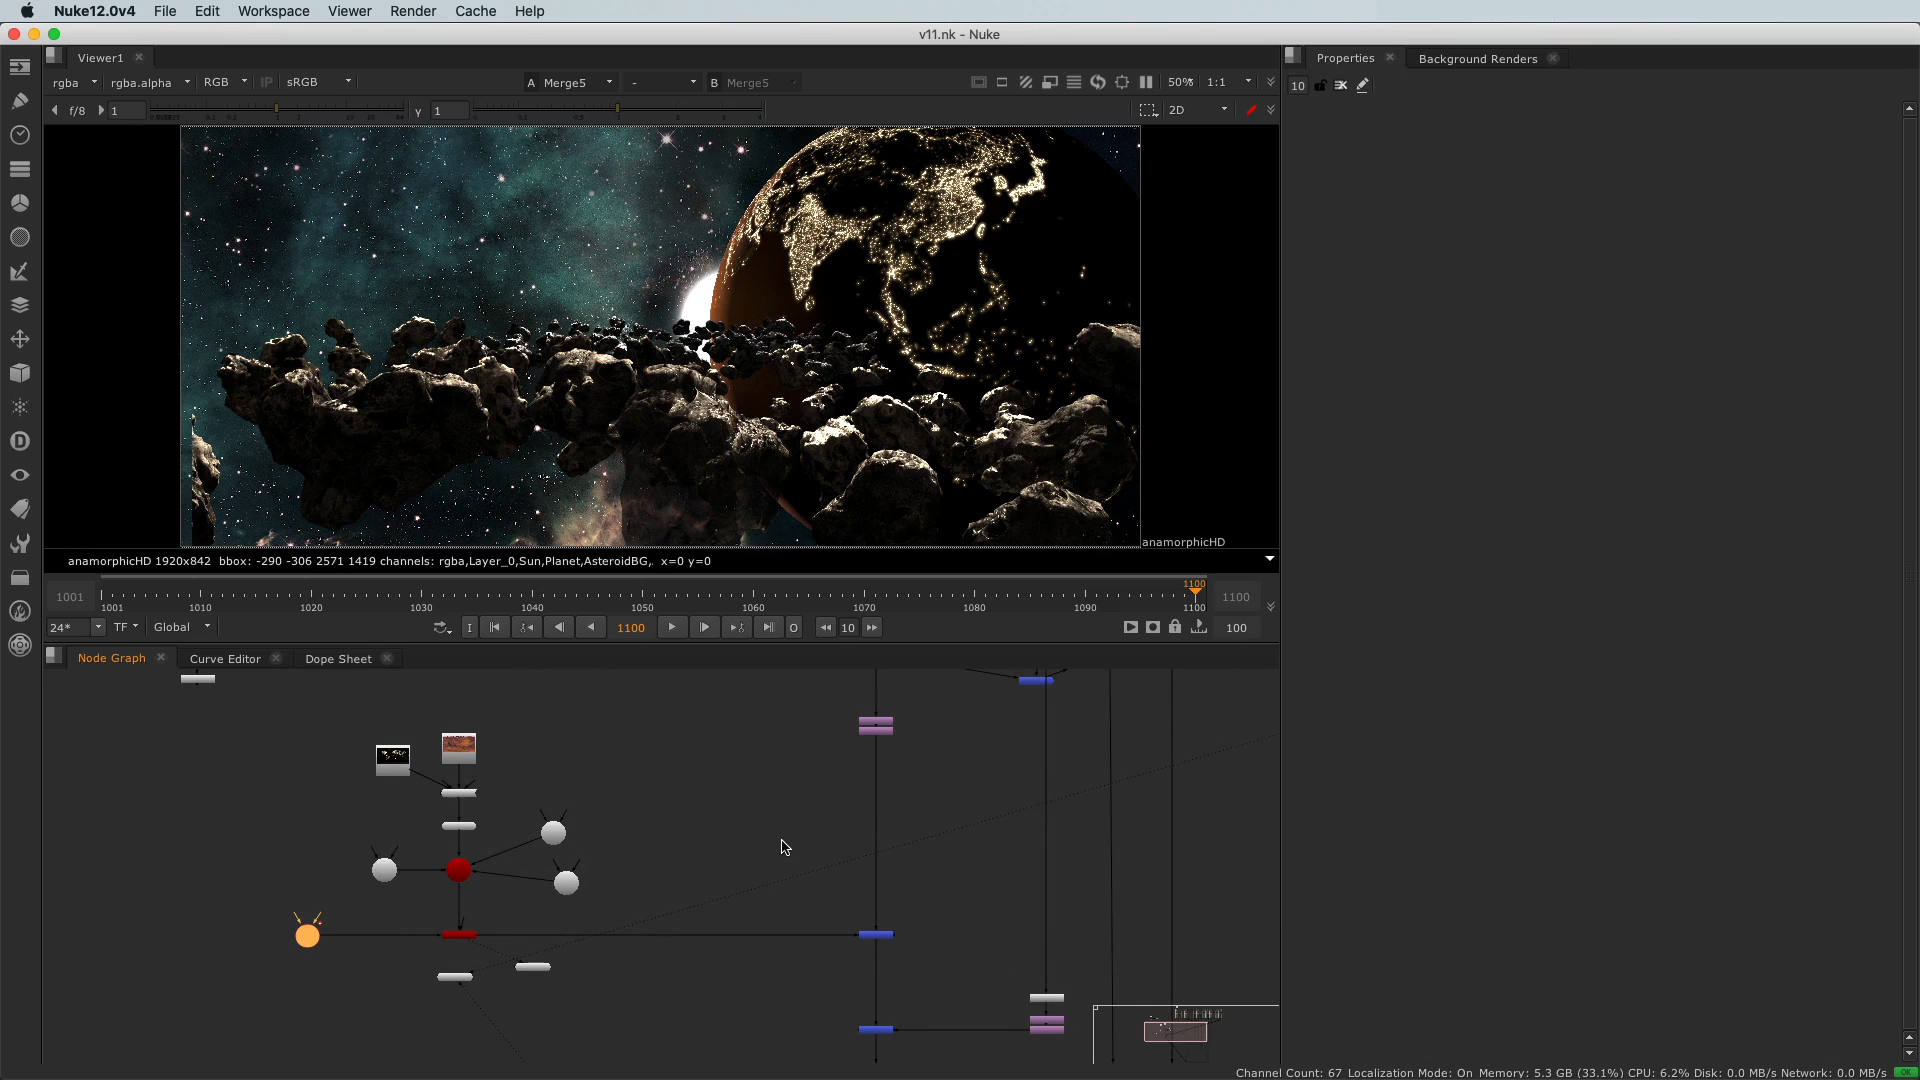 Nuke12.0v4 File Edit Workspace Viewer Render Cache Help
v11.nk - Nuke
Viewer1
Properties
Background Renders
rgba rgba.alpha RGB IP sRGB A Merge5 - B Merge5 50% 1:1
10
f/8 1 y 1 2D
anamorphicHD
anamorphicHD 1920x842 bbox: -290 -306 2571 1419 channels: rgba,Layer_0,Sun,Planet,AsteroidBG,. x=0 y=0
1100
1001 1100
1001 1010 1020 1030 1040 1050 1060 1070 1080 1090 1100
24* TF Global I 1100 O 10 100
Node Graph Curve Editor Dope Sheet
Channel Count: 67 Localization Mode: On Memory: 5.3 GB (33.1%) CPU: 6.2% Disk: 0.0 MB/s Network: 0.0 MB/s OK